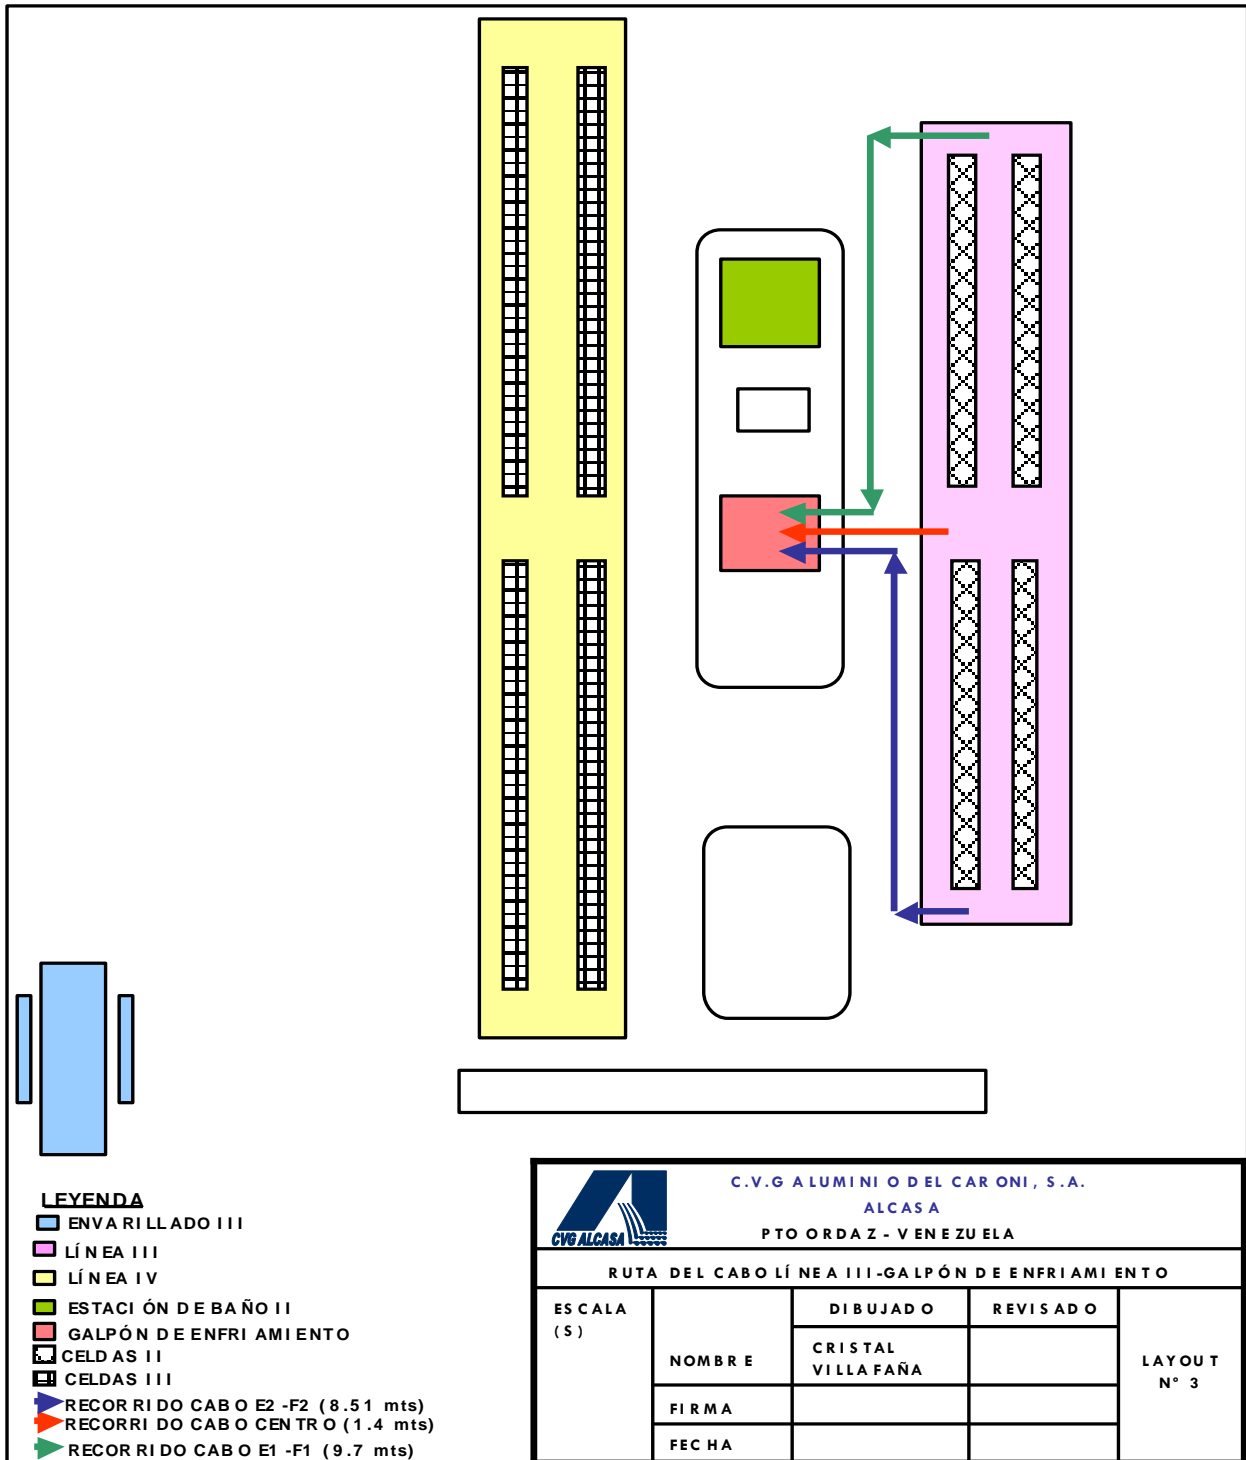 LEYENDA
ENVARILLADO III
LÍNEA III
LÍNEA IV
ESTACIÓN DE BAÑO II
GALPÓN DE ENFRIAMIENTO
CELDAS II
CELDAS III
RECORRIDO CABO E2 -F2 (8.51 mts)
RECORRIDO CABO CENTRO (1.4 mts)
RECORRIDO CABO E1 -F1 (9.7 mts)
CVG ALCASA
C.V.G ALUMINIO DEL CARONI, S.A.
ALCASA
PTO ORDAZ - VENEZUELA
RUTA DEL CABO LÍNEA III-GALPÓN DE ENFRIAMIENTO
ESCALA
(S)
DIBUJADO
REVISADO
NOMBRE
CRISTAL
VILLAFAÑA
FIRMA
FECHA
LAYOUT
N° 3